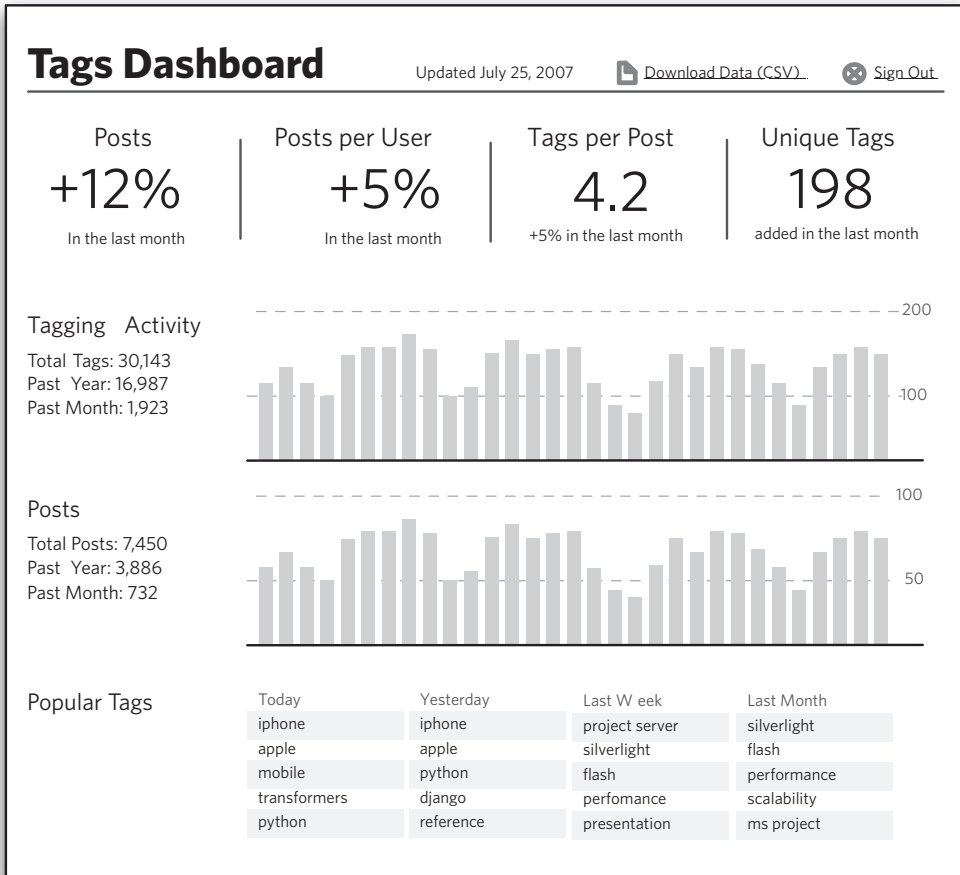 Tags Dashboard
Updated July 25, 2007
Download Data (CSV)
Sign Out
Posts
+12%
In the last month
Posts per User
+5%
In the last month
Tags per Post
4.2
+5% in the last month
Unique Tags
198
added in the last month
Tagging Activity
Total Tags: 30,143
Past Year: 16,987
Past Month: 1,923
200
100
Posts
Total Posts: 7,450
Past Year: 3,886
Past Month: 732
100
50
Popular Tags
Today
iphone
apple
mobile
transformers
python
Yesterday
iphone
apple
python
django
reference
Last W eek
project server
silverlight
flash
perfomance
presentation
Last Month
silverlight
flash
performance
scalability
ms project